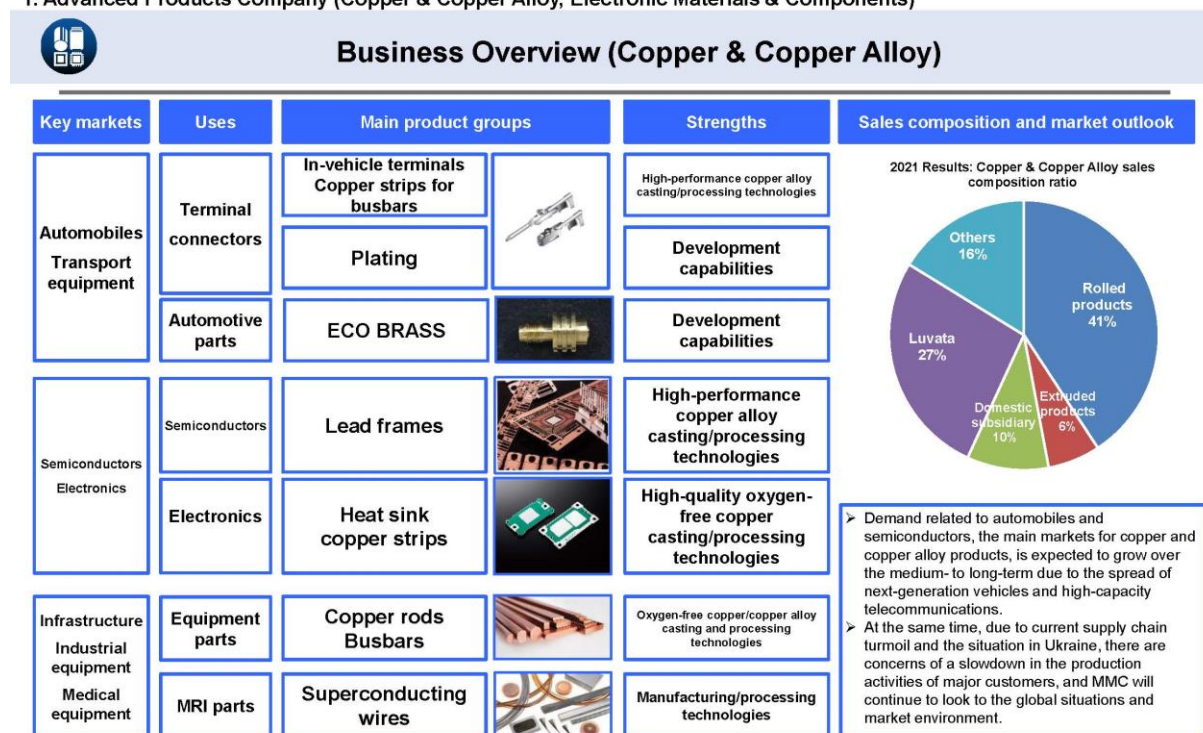 1. Advanced Products Company (Copper & Copper Alloy, Electronic Materials & Components)
Business Overview (Copper & Copper Alloy)
Key markets
Uses
Main product groups
Strengths
Sales composition and market outlook
Automobiles
Transport
equipment
Terminal
connectors
In-vehicle terminals
Copper strips for
busbars
High-performance copper alloy
casting/processing technologies
Plating
Development
capabilities
Automotive
parts
ECO BRASS
Development
capabilities
Semiconductors
Electronics
Semiconductors
Lead frames
High-performance
copper alloy
casting/processing
technologies
Electronics
Heat sink
copper strips
High-quality oxygen-
free copper
casting/processing
technologies
Infrastructure
Industrial
equipment
Medical
equipment
Equipment
parts
Copper rods
Busbars
Oxygen-free copper/copper alloy
casting and processing
technologies
MRI parts
Superconducting
wires
Manufacturing/processing
technologies
2021 Results: Copper & Copper Alloy sales
composition ratio
Others
16%
Rolled
products
41%
Luvata
27%
Domestic
subsidiary
10%
Extruded
products
6%
➢ Demand related to automobiles and
semiconductors, the main markets for copper and
copper alloy products, is expected to grow over
the medium- to long-term due to the spread of
next-generation vehicles and high-capacity
telecommunications.
➢ At the same time, due to current supply chain
turmoil and the situation in Ukraine, there are
concerns of a slowdown in the production
activities of major customers, and MMC will
continue to look to the global situations and
market environment.